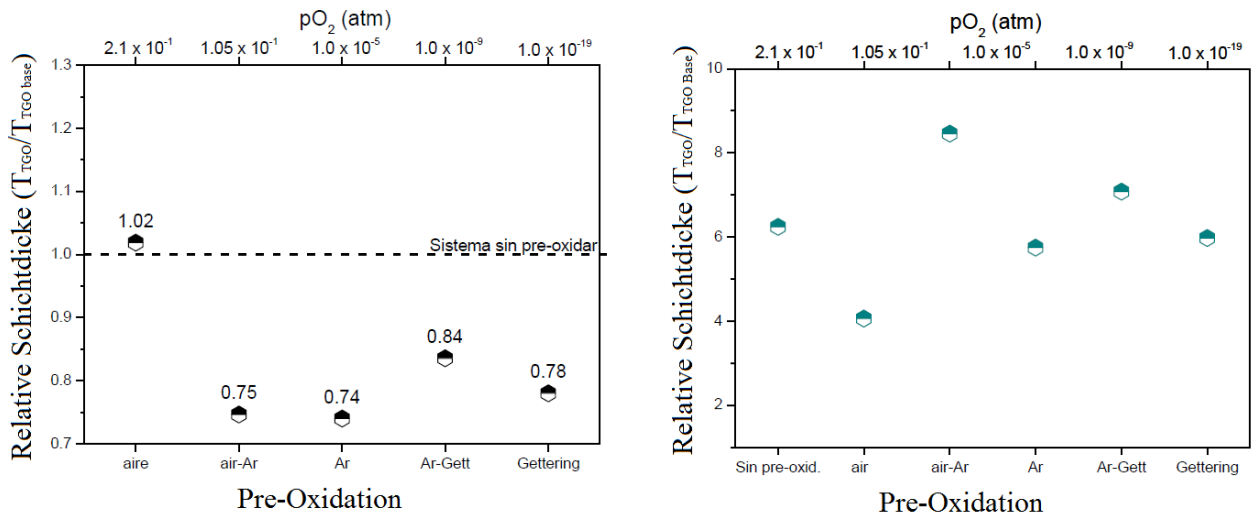 pO2 (atm)
2.1 x 10-1 1.05 x 10-1 1.0 x 10-5 1.0 x 10-9 1.0 x 10-19
Relative Schichtdicke (TTGO/TTGO base)
1.3
1.2
1.1
1.0
0.9
0.8
0.7
1.02
Sistema sin pre-oxidar
0.75
0.74
0.84
0.78
aire air-Ar Ar Ar-Gett Gettering
Pre-Oxidation
pO2 (atm)
2.1 x 10-1 1.05 x 10-1 1.0 x 10-5 1.0 x 10-9 1.0 x 10-19
Relative Schichtdicke (TTGO/TTGO Base)
10
8
6
4
2
Sin pre-oxid. air air-Ar Ar Ar-Gett Gettering
Pre-Oxidation